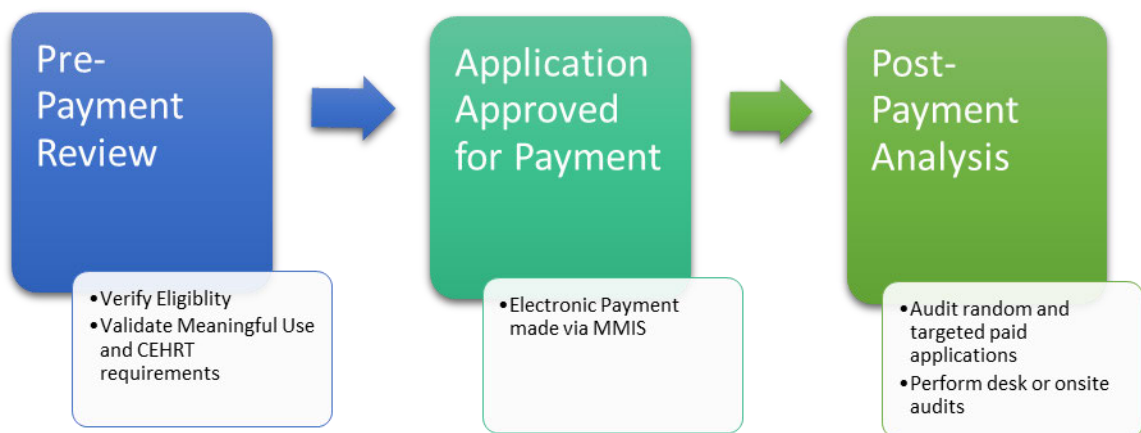 Pre-
Payment
Review
•Verify Eligiblity
•Validate Meaningful Use
and CEHRT
requirements
Application
Approved
for Payment
•Electronic Payment
made via MMIS
Post-
Payment
Analysis
•Audit random and
targeted paid
applications
•Perform desk or onsite
audits